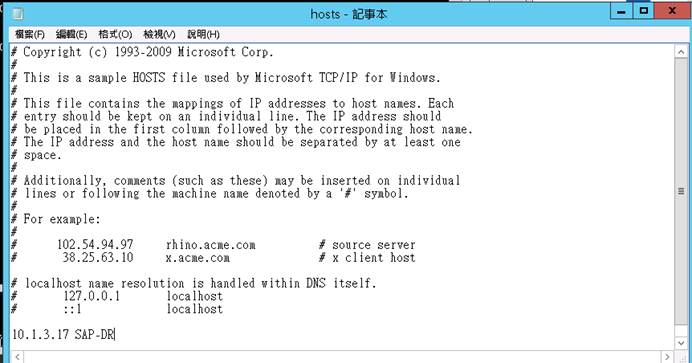 hosts - 記事本
檔案(F) 編輯(E) 格式(O) 檢視(V) 說明(H)
# Copyright (c) 1993-2009 Microsoft Corp.
#
# This is a sample HOSTS file used by Microsoft TCP/IP for Windows.
#
# This file contains the mappings of IP addresses to host names. Each
# entry should be kept on an individual line. The IP address should
# be placed in the first column followed by the corresponding host name.
# The IP address and the host name should be separated by at least one
# space.
#
# Additionally, comments (such as these) may be inserted on individual
# lines or following the machine name denoted by a '#' symbol.
#
# For example:
#
#      102.54.94.97     rhino.acme.com          # source server
#       38.25.63.10     x.acme.com              # x client host

# localhost name resolution is handled within DNS itself.
#       127.0.0.1       localhost
#       ::1             localhost

10.1.3.17 SAP-DR